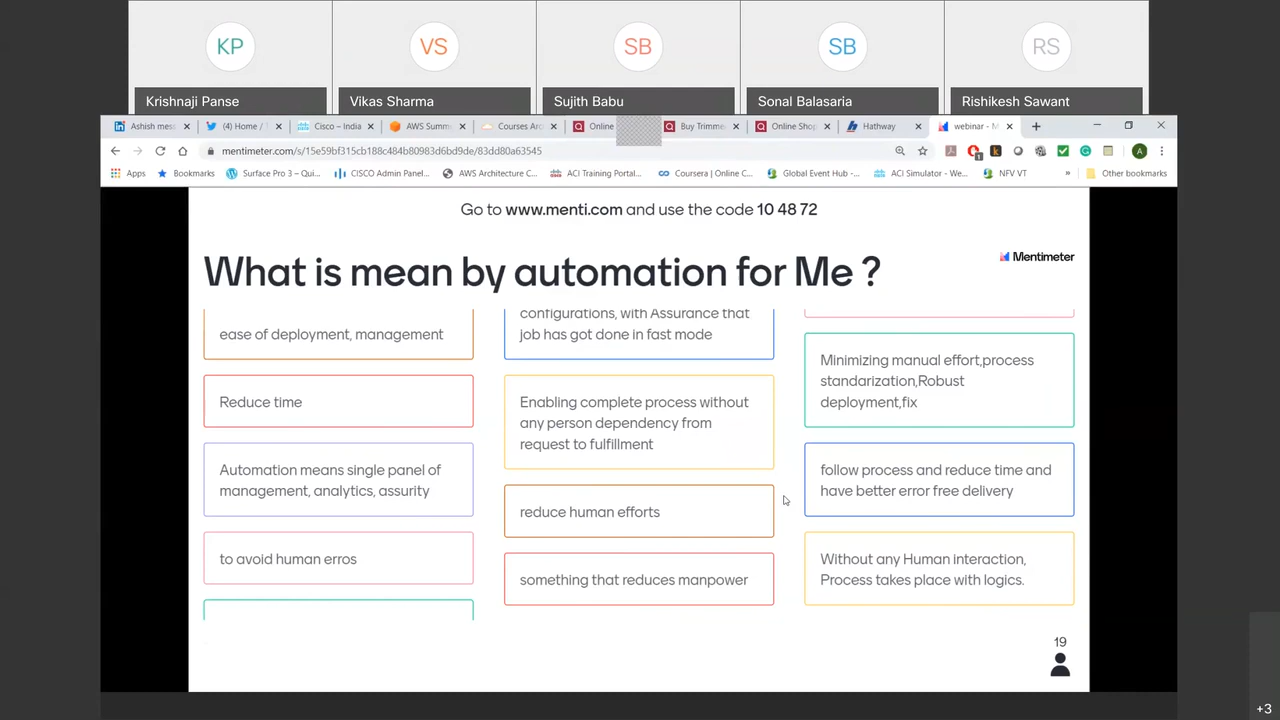 KP
VS
SB
SB
RS
Krishnaji Panse
Vikas Sharma
Sujith Babu
Sonal Balasaria
Rishikesh Sawant
Ashish mess
(4) Home /
Cisco – India
AWS Summ
Courses Arc
Online
Buy Trimme
Online Shop
Hathway
webinar - M
mentimeter.com/s/15e59bf315cb188c484b80983d6bd9de/83dd80a63545
Apps
Bookmarks
Surface Pro 3 – Qui...
CISCO Admin Panel...
AWS Architecture C...
ACI Training Portal...
Coursera | Online C...
Global Event Hub -...
ACI Simulator - We...
NFV VT
Other bookmarks
Go to www.menti.com and use the code 10 48 72
What is mean by automation for Me ?
Mentimeter
ease of deployment, management
Reduce time
Automation means single panel of
management, analytics, assurity
to avoid human erros
configurations, with Assurance that
job has got done in fast mode
Enabling complete process without
any person dependency from
request to fulfillment
reduce human efforts
something that reduces manpower
Minimizing manual effort,process
standarization,Robust
deployment,fix
follow process and reduce time and
have better error free delivery
Without any Human interaction,
Process takes place with logics.
19
+3